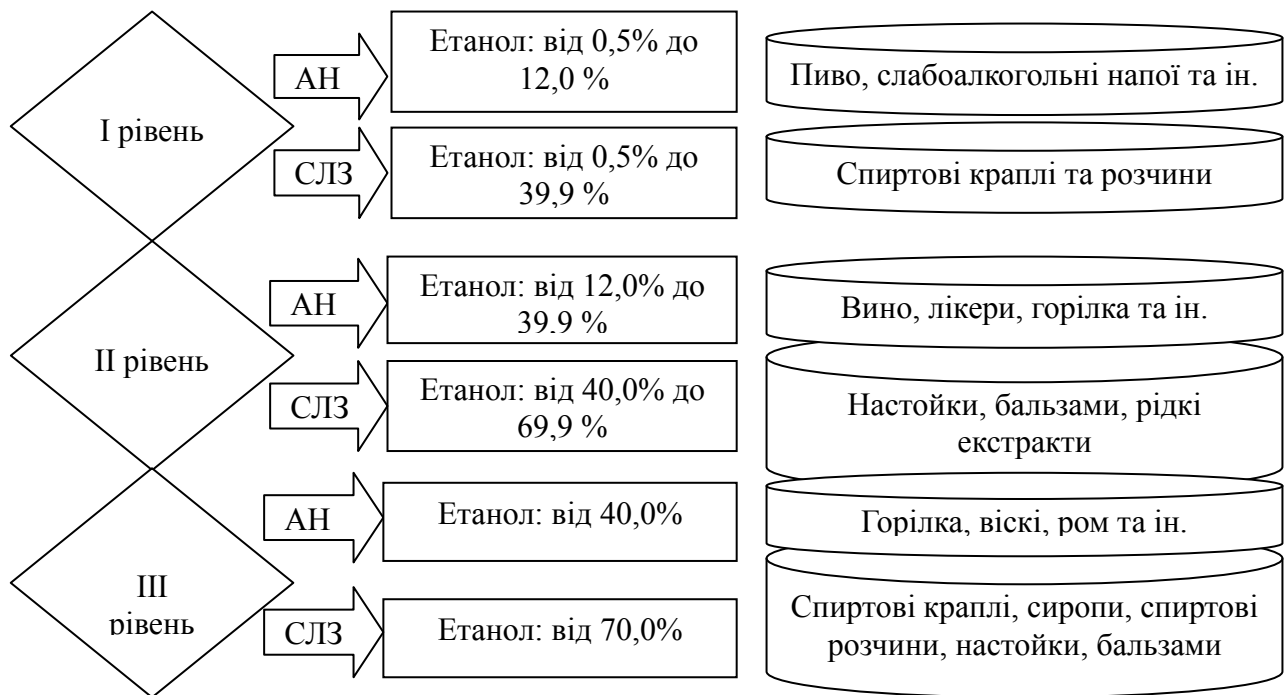 І рівень
АН
Етанол: від 0,5% до
12,0 %
Пиво, слабоалкогольні напої та ін.
СЛЗ
Етанол: від 0,5% до
39,9 %
Спиртові краплі та розчини
ІІ рівень
АН
Етанол: від 12,0% до
39,9 %
Вино, лікери, горілка та ін.
СЛЗ
Етанол: від 40,0% до
69,9 %
Настойки, бальзами, рідкі
екстракти
ІІІ
рівень
АН
Етанол: від 40,0%
Горілка, віскі, ром та ін.
СЛЗ
Етанол: від 70,0%
Спиртові краплі, сиропи, спиртові
розчини, настойки, бальзами